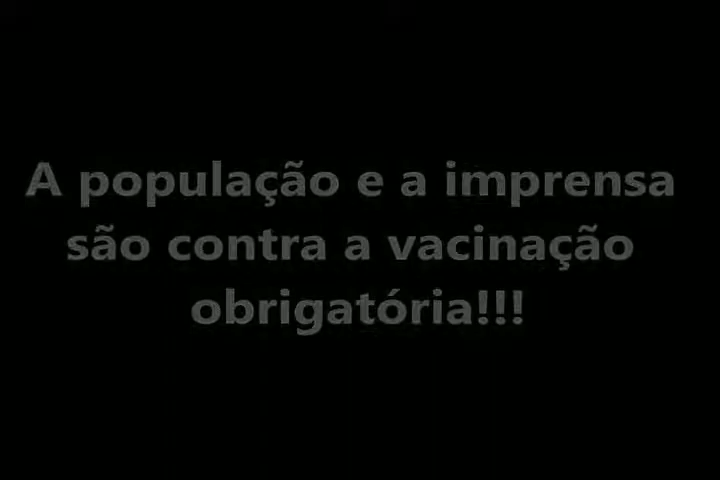 A população e a imprensa
são contra a vacinação
obrigatória!!!